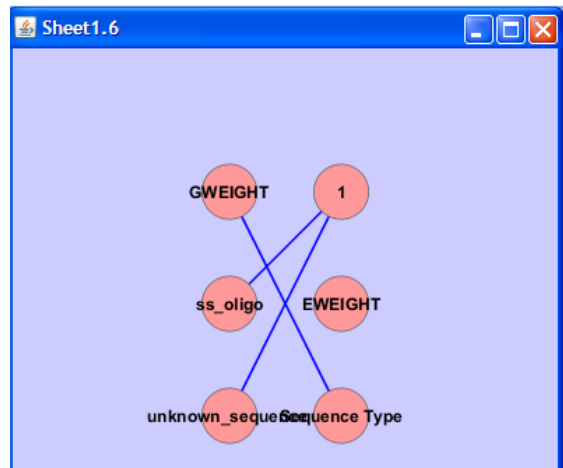 Sheet1.6
GWEIGHT 1
ss_oligo EWEIGHT
unknown_sequence Sequence Type